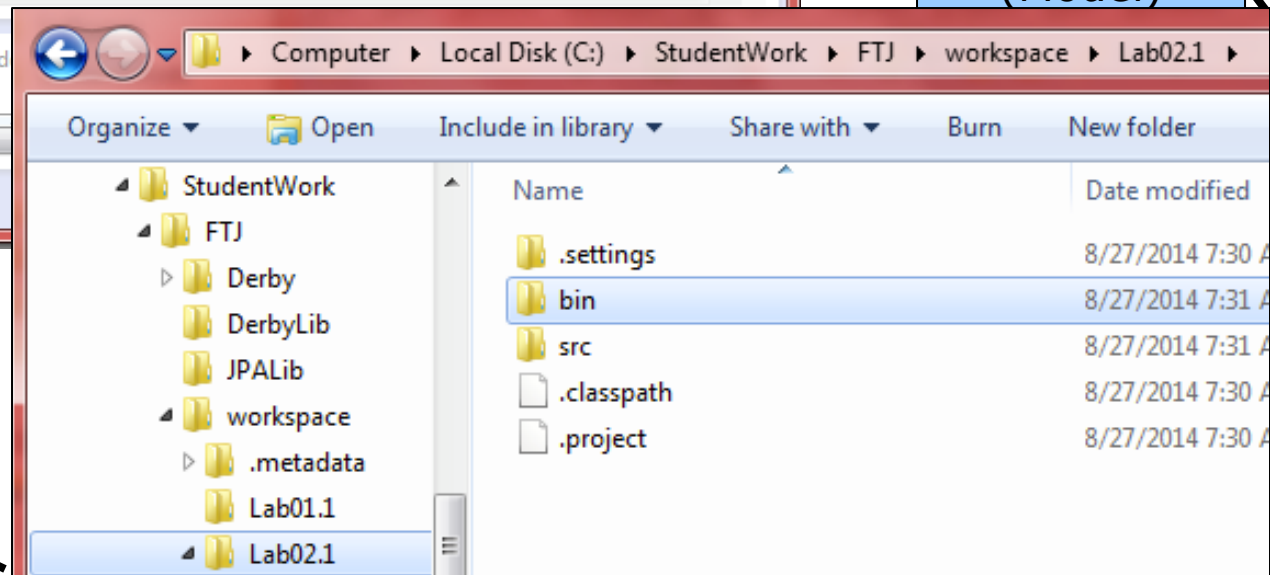 (Model)
Computer ▸ Local Disk (C:) ▸ StudentWork ▸ FTJ ▸ workspace ▸ Lab02.1 ▸
Organize Open Include in library Share with Burn New folder
StudentWork
FTJ
Derby
DerbyLib
JPALib
workspace
.metadata
Lab01.1
Lab02.1
Name Date modified
.settings 8/27/2014 7:30 A
bin 8/27/2014 7:31 A
src 8/27/2014 7:31 A
.classpath 8/27/2014 7:30 A
.project 8/27/2014 7:30 A